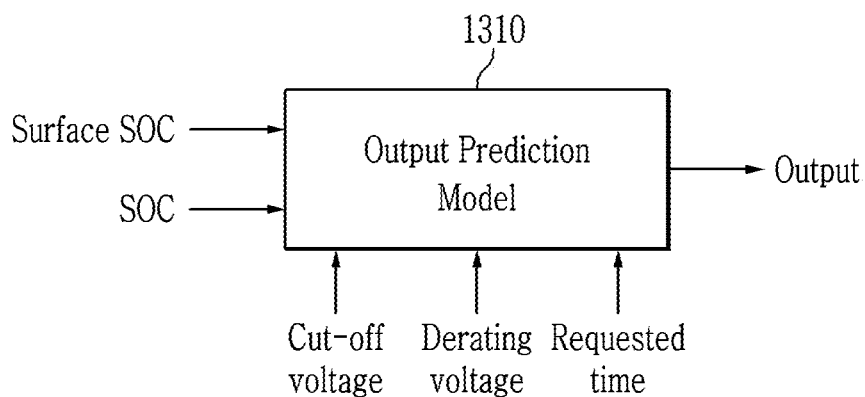 1310
Surface SOC
SOC
Output Prediction
Model
Output
Cut-off
voltage
Derating
voltage
Requested
time